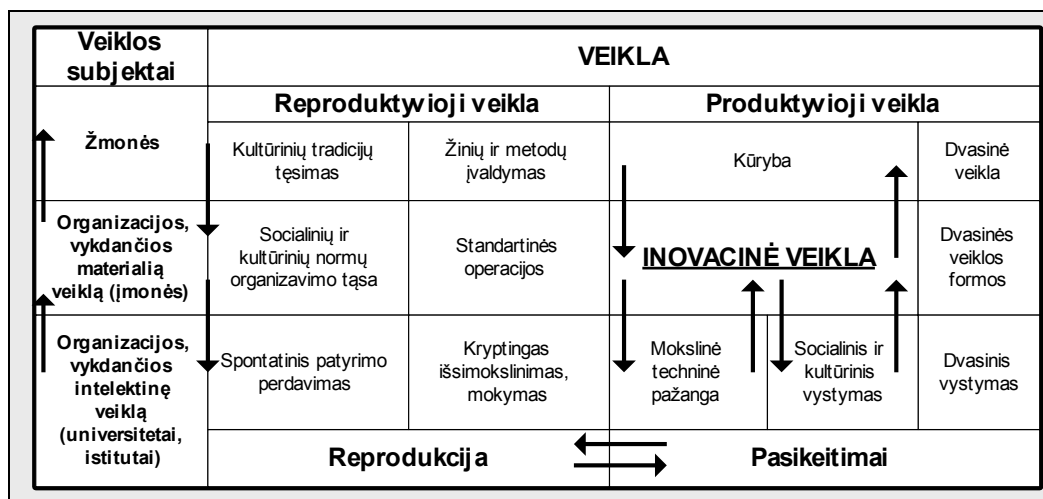 Veiklos
subjektai
VEIKLA
Reproduktyvioji veikla
Produktyvioji veikla
Žmonės
Kultūrinių tradicijų
tęsimas
Žinių ir metodų
įvaldymas
Kūryba
Dvasinė
veikla
Organizacijos,
vykdančios
materialią
veiklą (įmonės)
Socialinių ir
kultūrinių normų
organizavimo tąsa
Standartinės
operacijos
INOVACINĖ VEIKLA
Dvasinės
veiklos
formos
Organizacijos,
vykdančios
intelektinę
veiklą
(universitetai,
istitutai)
Spontatinis patyrimo
perdavimas
Kryptingas
išsimokslinimas,
mokymas
Mokslinė
techninė
pažanga
Socialinis ir
kultūrinis
vystymas
Dvasinis
vystymas
Reprodukcija
Pasikeitimai